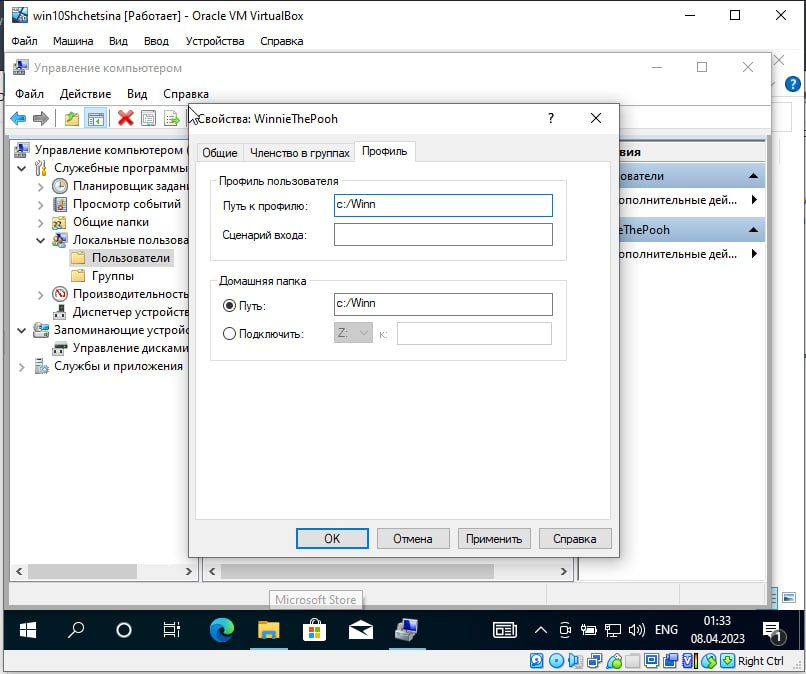 win10Shchetsina [Работает] - Oracle VM VirtualBox
Файл Машина Вид Ввод Устройства Справка
Управление компьютером
Файл Действие Вид Справка
Свойства: WinnieThePooh ?
Общие Членство в группах Профиль
Профиль пользователя
Путь к профилю: c:/Winn
Сценарий входа:
Домашняя папка
Путь: c:/Winn
Подключить: Z: к:
ОК Отмена Применить Справка
Управление компьютером (
Служебные программы
Планировщик задан
Просмотр событий
Общие папки
Локальные пользова
Пользователи
Группы
Производительность
Диспетчер устройств
Запоминающие устройс
Управление дисками
Службы и приложения
вия
ователи
ополнительные дей...
eThePooh
ополнительные дей...
Microsoft Store
ENG
01:33
08.04.2023
1
Right Ctrl